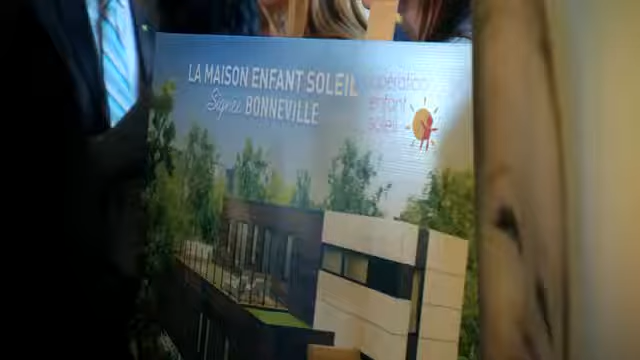 LA MAISON ENFANT SOLEIL
Signée BONNEVILLE
opération
enfant
soleil